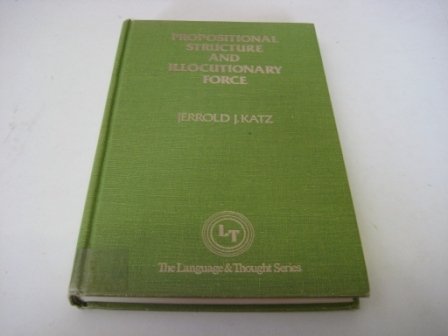 PROPOSITIONAL
STRUCTURE
AND
ILLOCUTIONARY
FORCE
JERROLD J. KATZ
LT
The Language & Thought Series